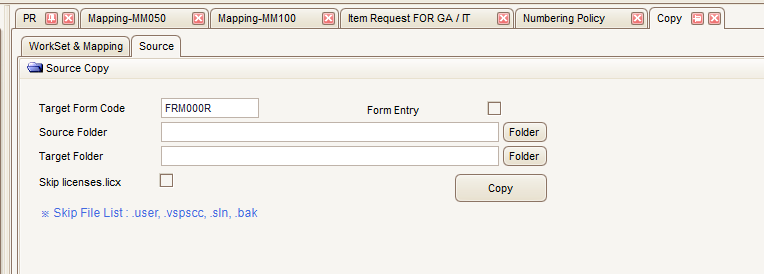 PR Mapping-MM050 Mapping-MM100 Item Request FOR GA / IT Numbering Policy Copy
WorkSet & Mapping Source
Source Copy
Target Form Code FRM000R Form Entry
Source Folder Folder
Target Folder Folder
Skip licenses.licx Copy
※ Skip File List : .user, .vspscc, .sln, .bak